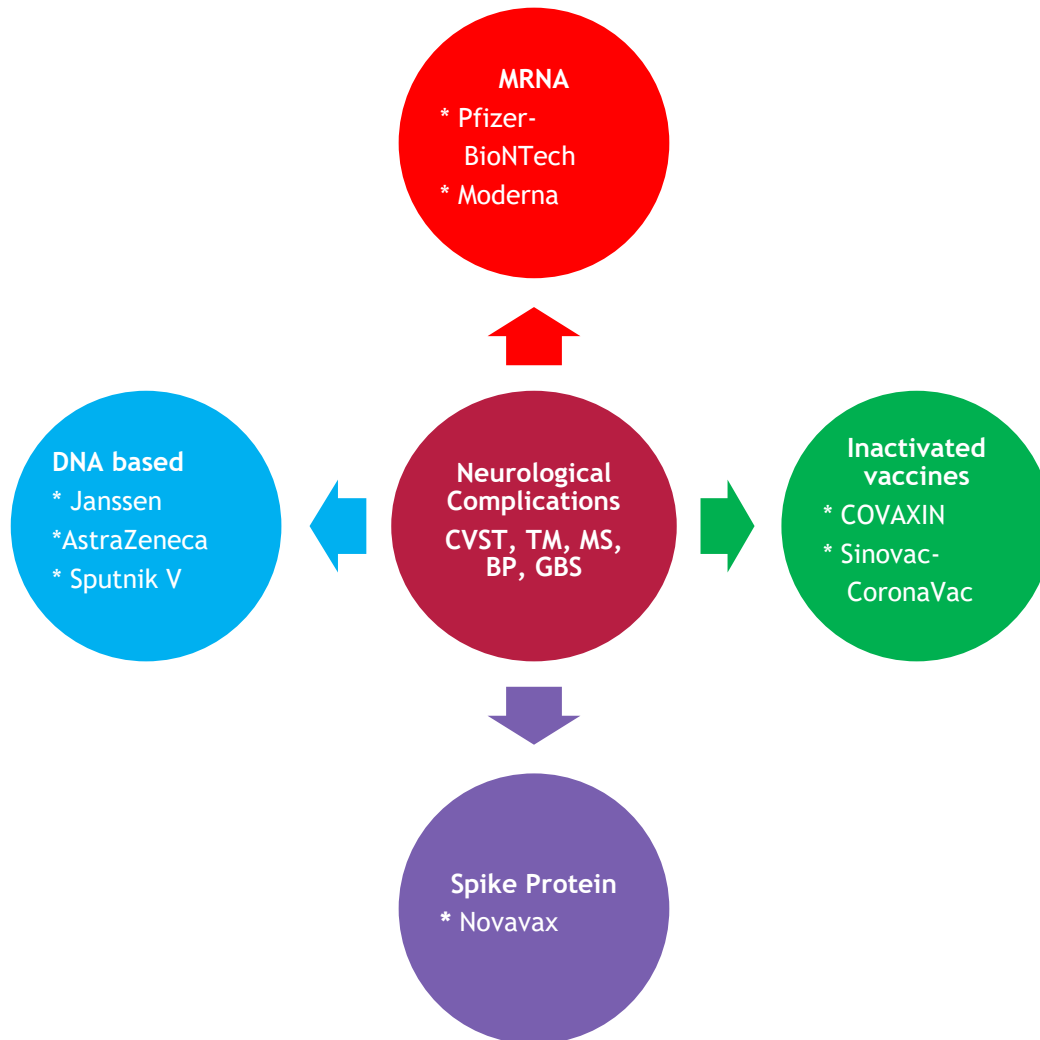 MRNA
* Pfizer-
BioNTech
* Moderna
DNA based
* Janssen
*AstraZeneca
* Sputnik V
Neurological
Complications
CVST, TM, MS,
BP, GBS
Inactivated
vaccines
* COVAXIN
* Sinovac-
CoronaVac
Spike Protein
* Novavax